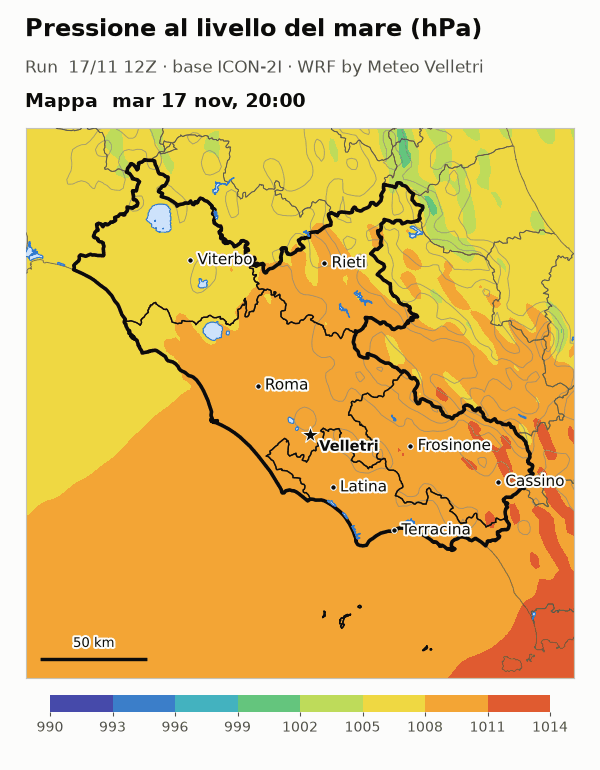 Pressione al livello del mare (hPa)
Run 17/11 12Z · base ICON-2I · WRF by Meteo Velletri
Mappa mar 17 nov, 20:00
Viterbo
Rieti
Roma
Velletri
Frosinone
Cassino
Latina
Terracina
50 km
990 993 996 999 1002 1005 1008 1011 1014